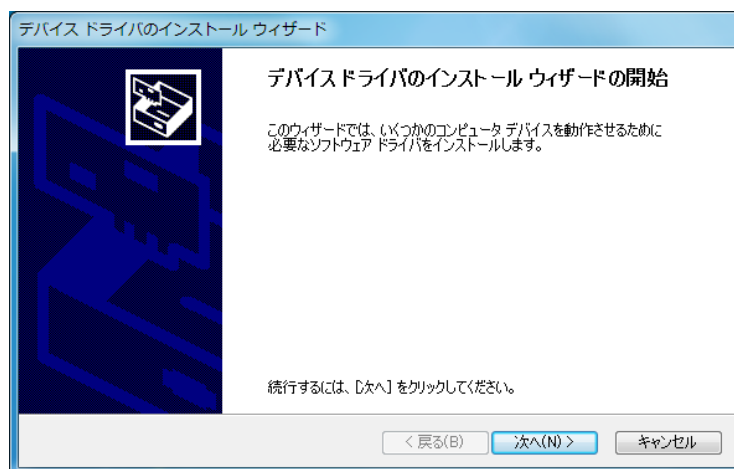 デバイス ドライバのインストール ウィザード
デバイス ドライバのインストール ウィザードの開始
このウィザードでは、いくつかのコンピュータ デバイスを動作させるために
必要なソフトウェア ドライバをインストールします。
続行するには、[次へ] をクリックしてください。
< 戻る(B)
次へ(N) >
キャンセル